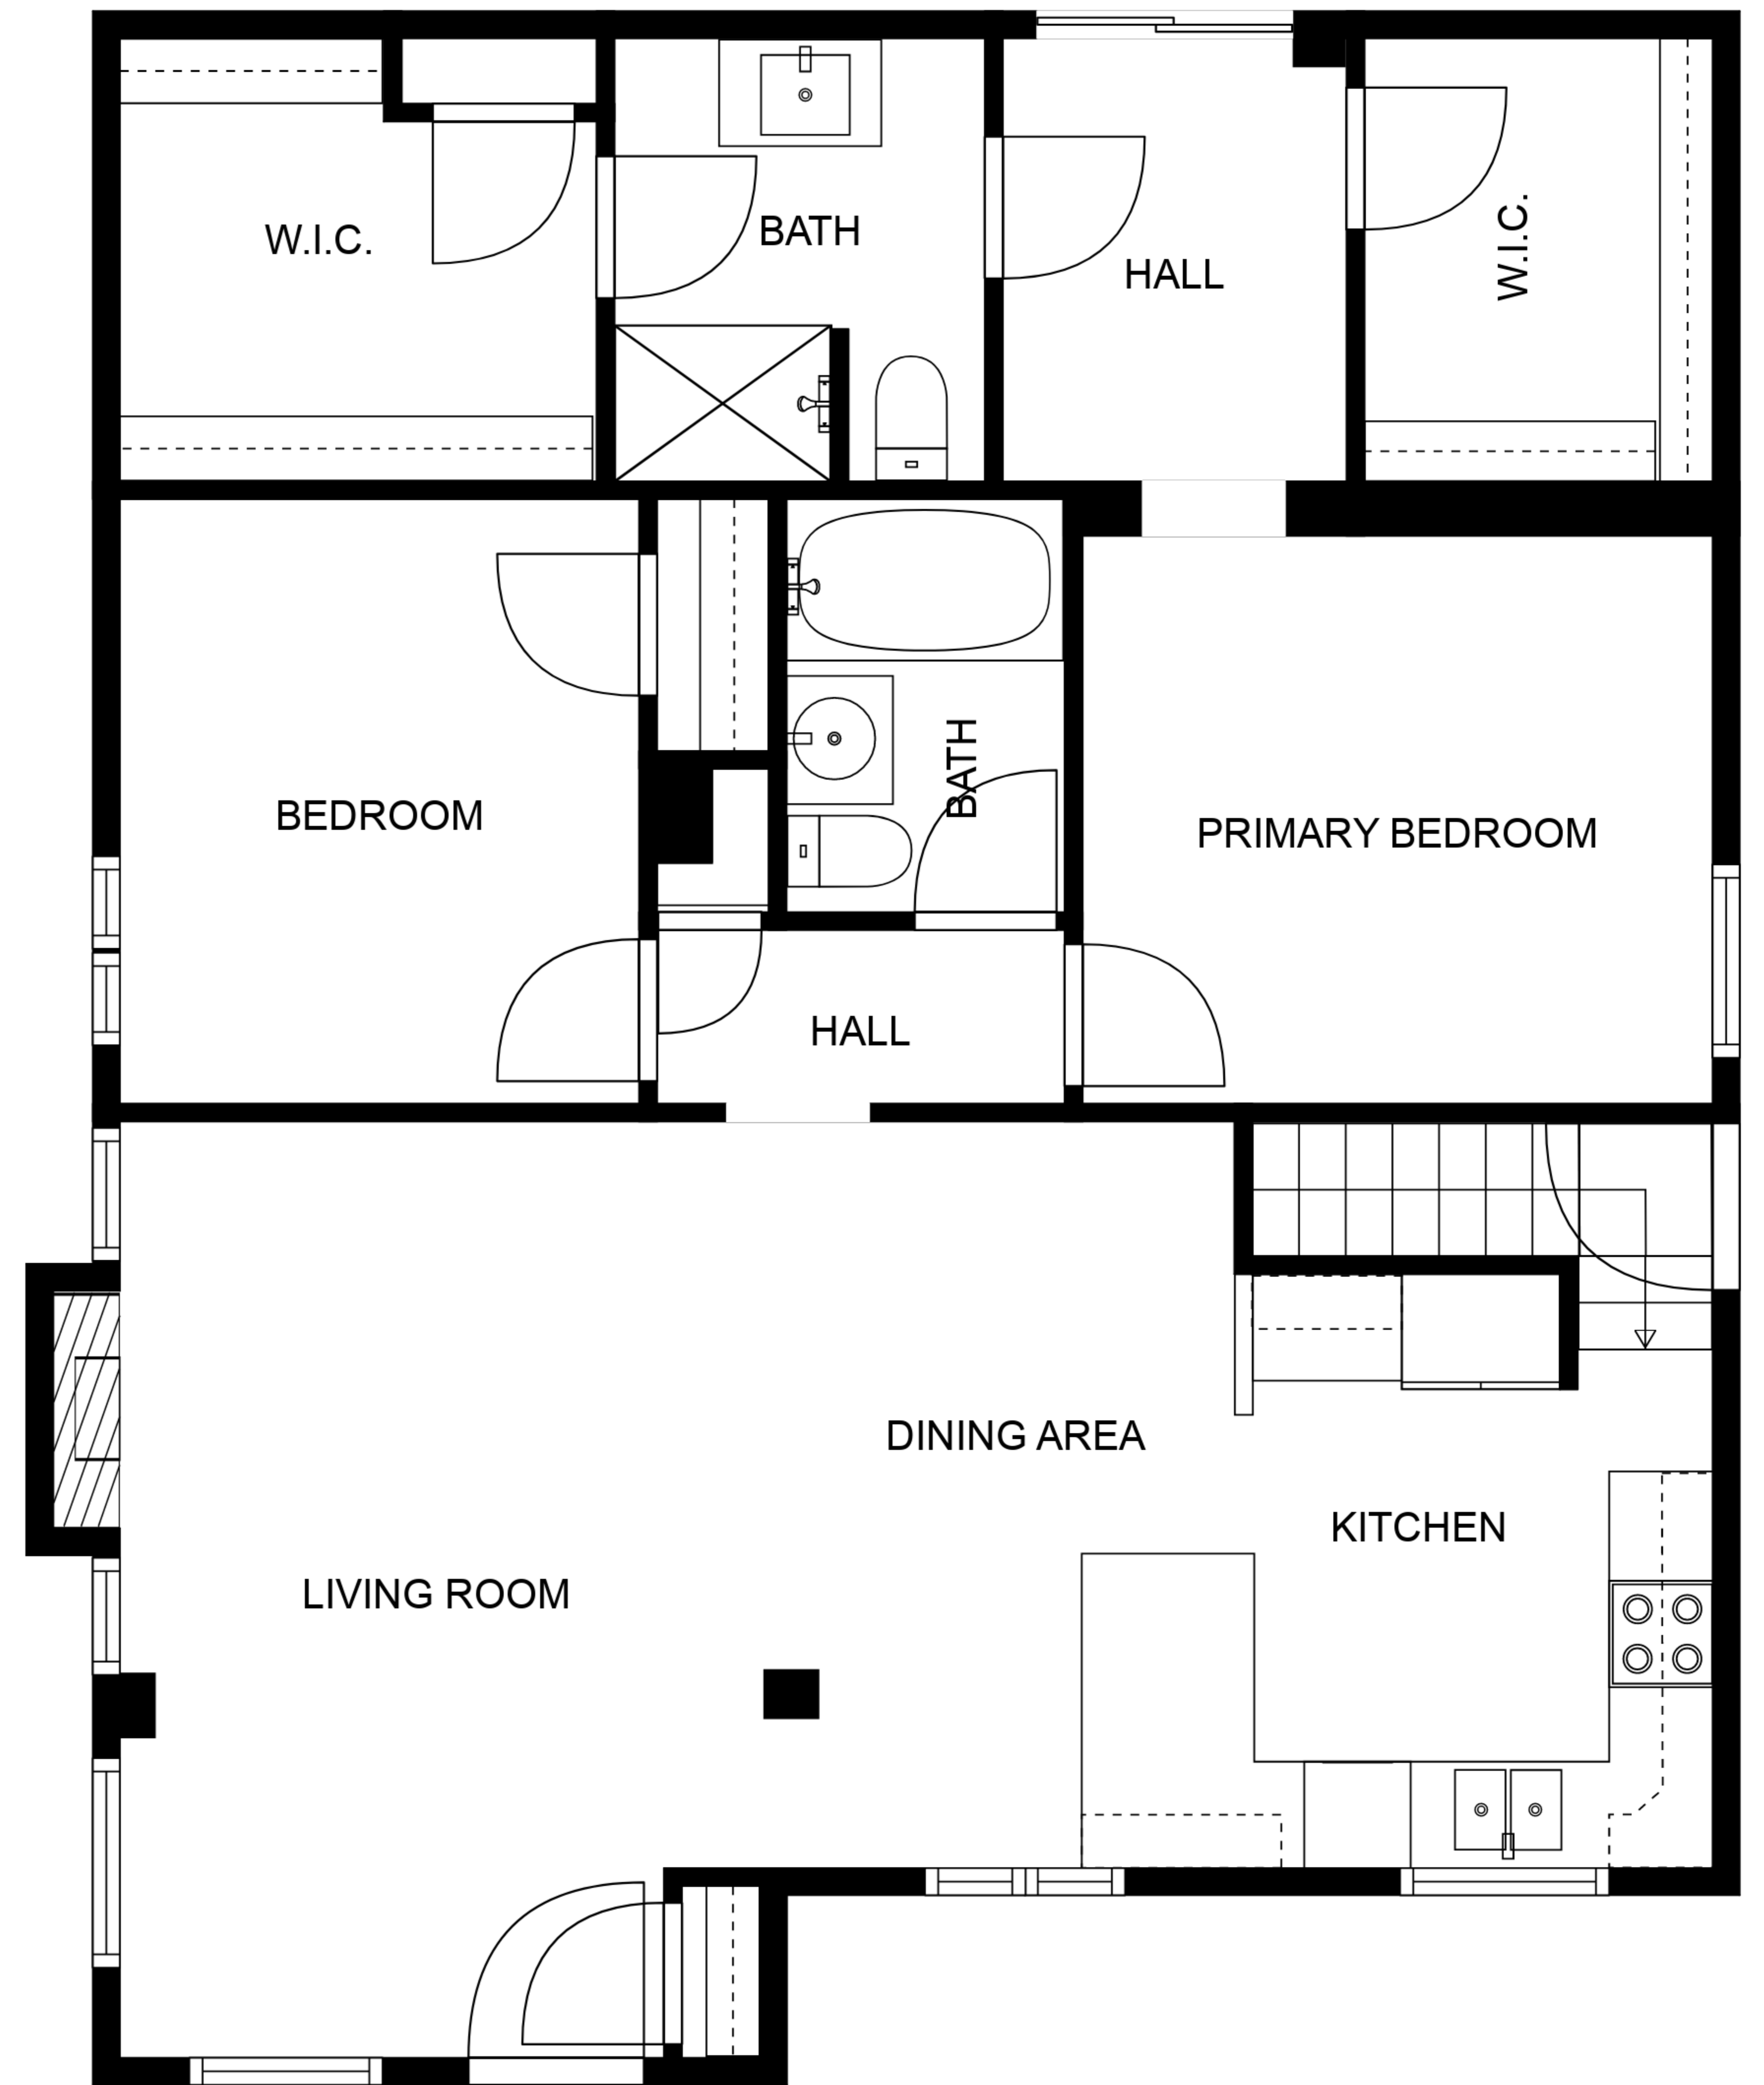 W.I.C.
BATH
HALL
W.I.C.
BEDROOM
BATH
PRIMARY BEDROOM
HALL
DINING AREA
KITCHEN
LIVING ROOM